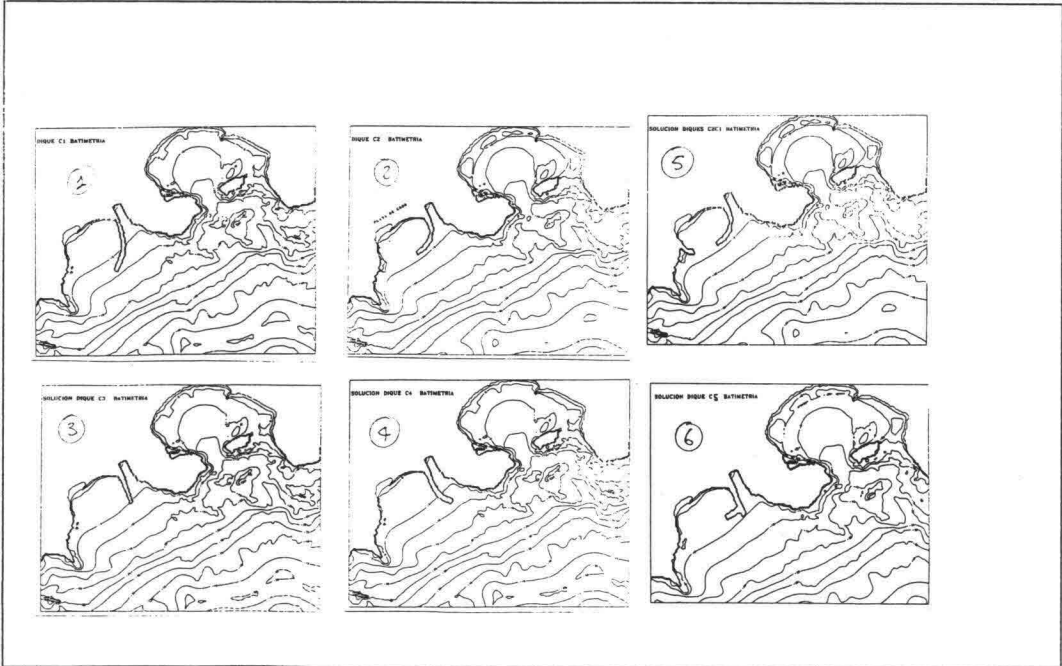 DIQUE C1 BATIMETRIA
1
DIQUE C2 BATIMETRIA
2
SOLUCION DIQUES C2C1 BATIMETRIA
5
SOLUCION DIQUE C3 BATIMETRIA
3
SOLUCION DIQUE C4 BATIMETRIA
4
SOLUCION DIQUE C5 BATIMETRIA
6